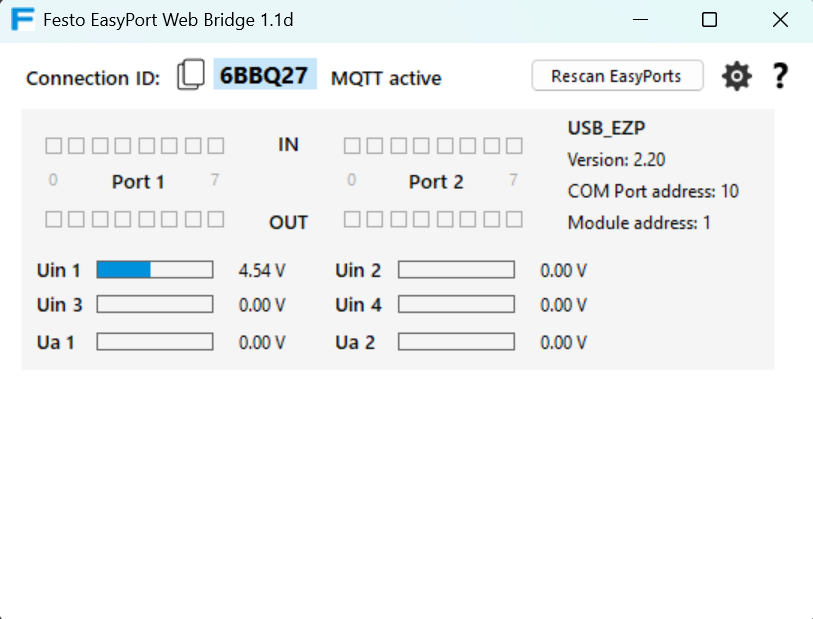 Festo EasyPort Web Bridge 1.1d
Connection ID: 6BBQ27 MQTT active Rescan EasyPorts ?
IN
USB_EZP
0 Port 1 7 0 Port 2 7
Version: 2.20
COM Port address: 10
OUT
Module address: 1
Uin 1 4.54 V Uin 2 0.00 V
Uin 3 0.00 V Uin 4 0.00 V
Ua 1 0.00 V Ua 2 0.00 V